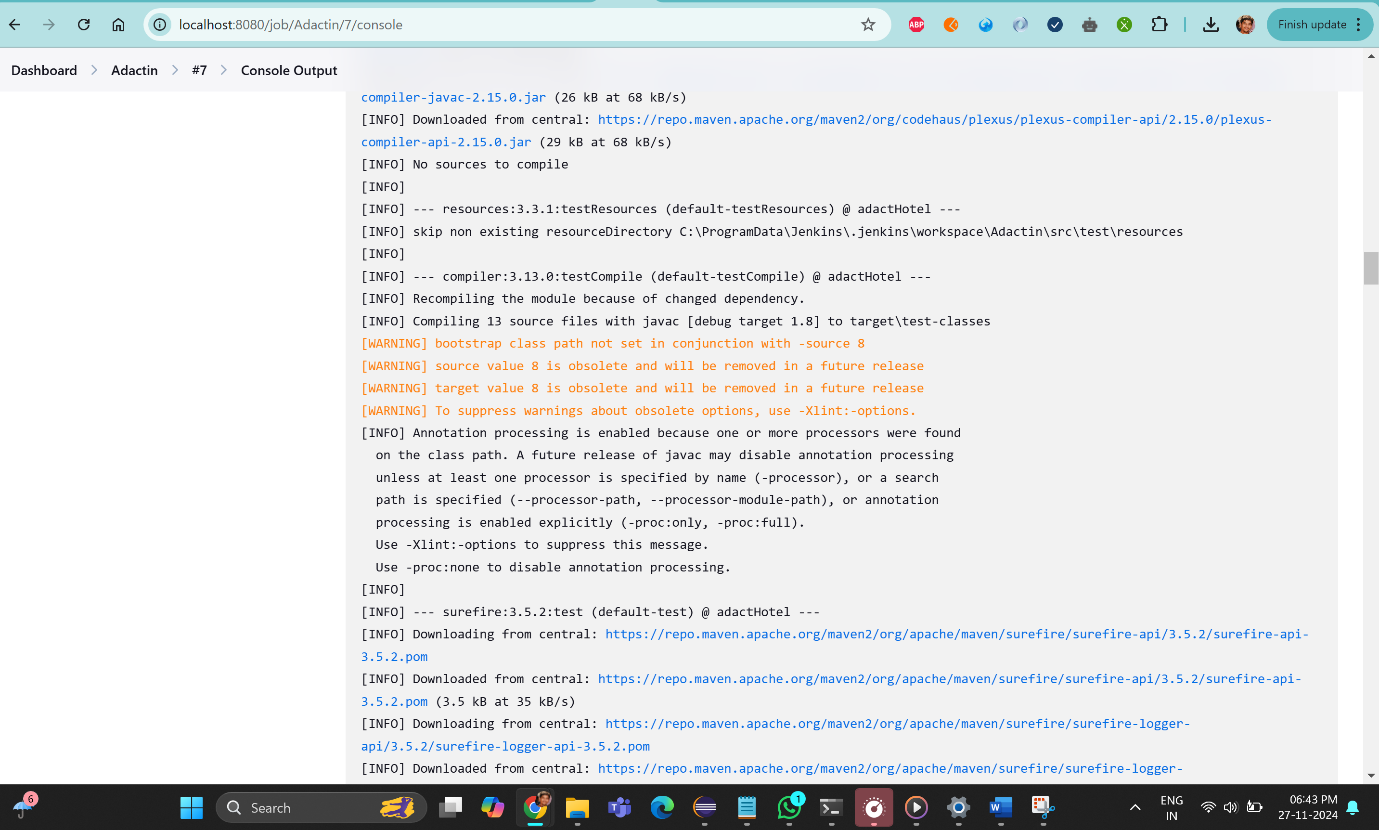 localhost:8080/job/Adactin/7/console
ABP
Finish update
Dashboard > Adactin > #7 > Console Output
compiler-javac-2.15.0.jar (26 kB at 68 kB/s)
[INFO] Downloaded from central: https://repo.maven.apache.org/maven2/org/codehaus/plexus/plexus-compiler-api/2.15.0/plexus-
compiler-api-2.15.0.jar (29 kB at 68 kB/s)
[INFO] No sources to compile
[INFO]
[INFO] --- resources:3.3.1:testResources (default-testResources) @ adactHotel ---
[INFO] skip non existing resourceDirectory C:\ProgramData\Jenkins\.jenkins\workspace\Adactin\src\test\resources
[INFO]
[INFO] --- compiler:3.13.0:testCompile (default-testCompile) @ adactHotel ---
[INFO] Recompiling the module because of changed dependency.
[INFO] Compiling 13 source files with javac [debug target 1.8] to target\test-classes
[WARNING] bootstrap class path not set in conjunction with -source 8
[WARNING] source value 8 is obsolete and will be removed in a future release
[WARNING] target value 8 is obsolete and will be removed in a future release
[WARNING] To suppress warnings about obsolete options, use -Xlint:-options.
[INFO] Annotation processing is enabled because one or more processors were found
on the class path. A future release of javac may disable annotation processing
unless at least one processor is specified by name (-processor), or a search
path is specified (--processor-path, --processor-module-path), or annotation
processing is enabled explicitly (-proc:only, -proc:full).
Use -Xlint:-options to suppress this message.
Use -proc:none to disable annotation processing.
[INFO]
[INFO] --- surefire:3.5.2:test (default-test) @ adactHotel ---
[INFO] Downloading from central: https://repo.maven.apache.org/maven2/org/apache/maven/surefire/surefire-api/3.5.2/surefire-api-
3.5.2.pom
[INFO] Downloaded from central: https://repo.maven.apache.org/maven2/org/apache/maven/surefire/surefire-api/3.5.2/surefire-api-
3.5.2.pom (3.5 kB at 35 kB/s)
[INFO] Downloading from central: https://repo.maven.apache.org/maven2/org/apache/maven/surefire/surefire-logger-
api/3.5.2/surefire-logger-api-3.5.2.pom
[INFO] Downloaded from central: https://repo.maven.apache.org/maven2/org/apache/maven/surefire/surefire-logger-
6
Search
1
ENG
IN
06:43 PM
27-11-2024